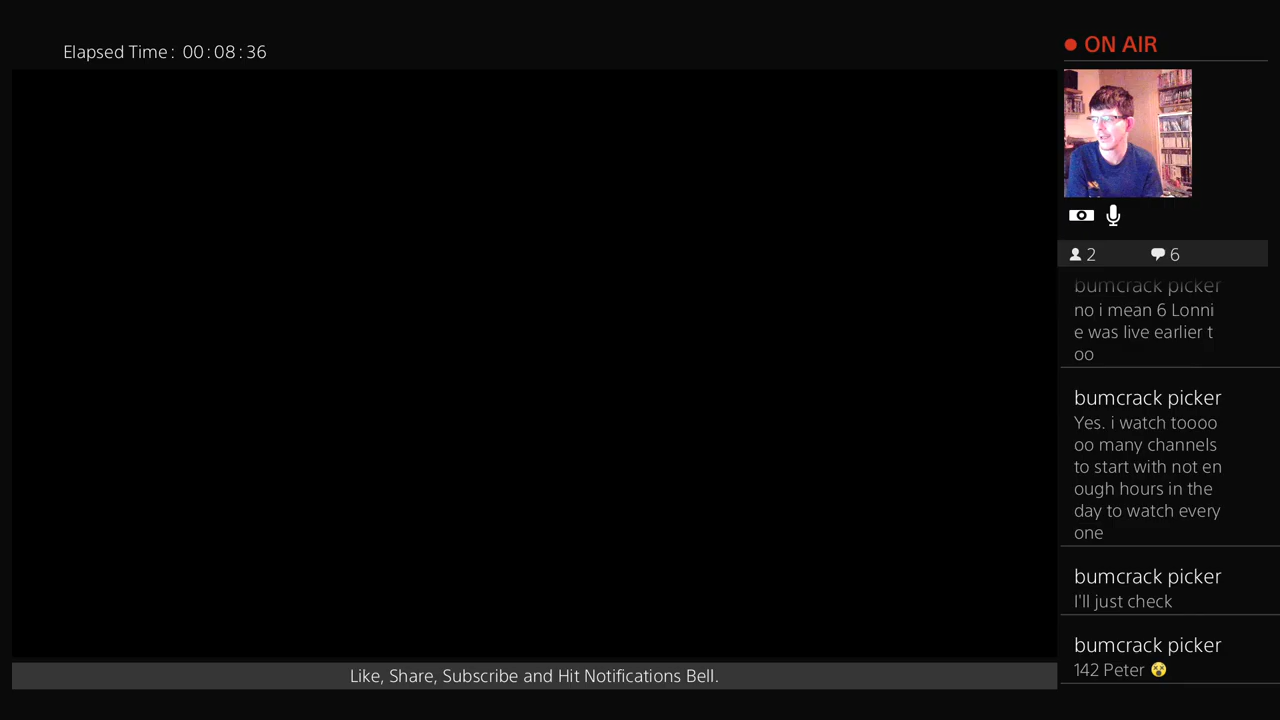 Elapsed Time: 00:08:36
ON AIR
2 6
bumcrack picker
no i mean 6 Lonni
e was live earlier t
oo
bumcrack picker
Yes. i watch toooo
oo many channels
to start with not en
ough hours in the
day to watch every
one
bumcrack picker
I'll just check
bumcrack picker
142 Peter 😵
Like, Share, Subscribe and Hit Notifications Bell.